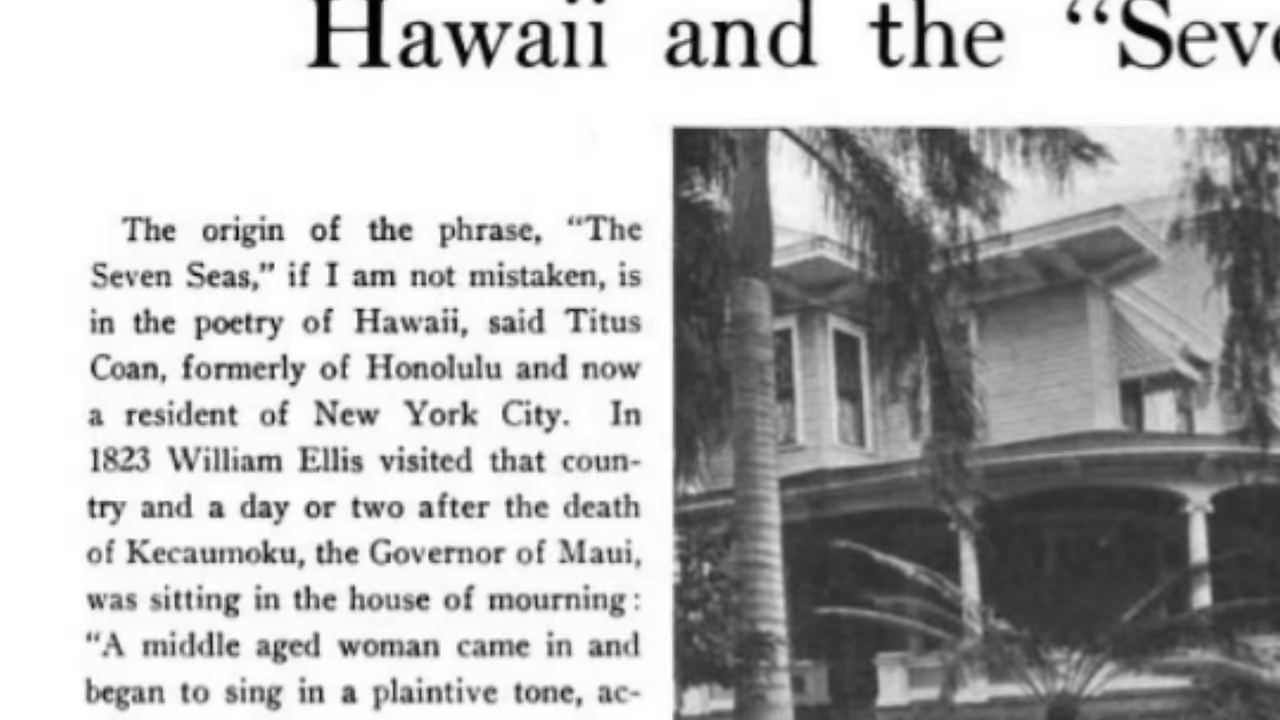 Hawaii and the “Seve
The origin of the phrase, “The
Seven Seas,” if I am not mistaken, is
in the poetry of Hawaii, said Titus
Coan, formerly of Honolulu and now
a resident of New York City. In
1823 William Ellis visited that coun-
try and a day or two after the death
of Kecaumoku, the Governor of Maui,
was sitting in the house of mourning:
“A middle aged woman came in and
began to sing in a plaintive tone, ac-